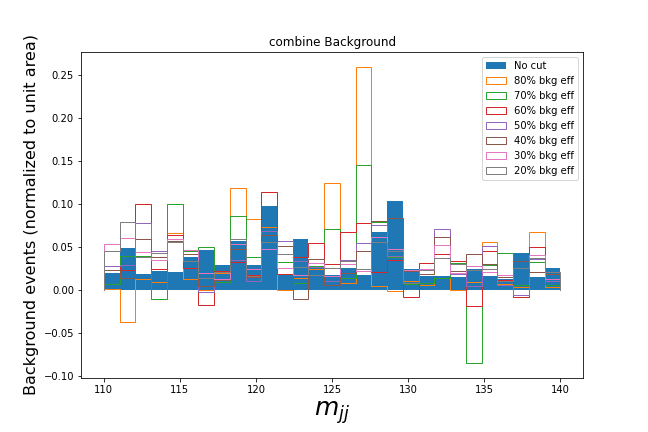 combine Background
Background events (normalized to unit area)
0.25
0.20
0.15
0.10
0.05
0.00
−0.05
−0.10
No cut
80% bkg eff
70% bkg eff
60% bkg eff
50% bkg eff
40% bkg eff
30% bkg eff
20% bkg eff
110 115 120 125 130 135 140
m_{jj}